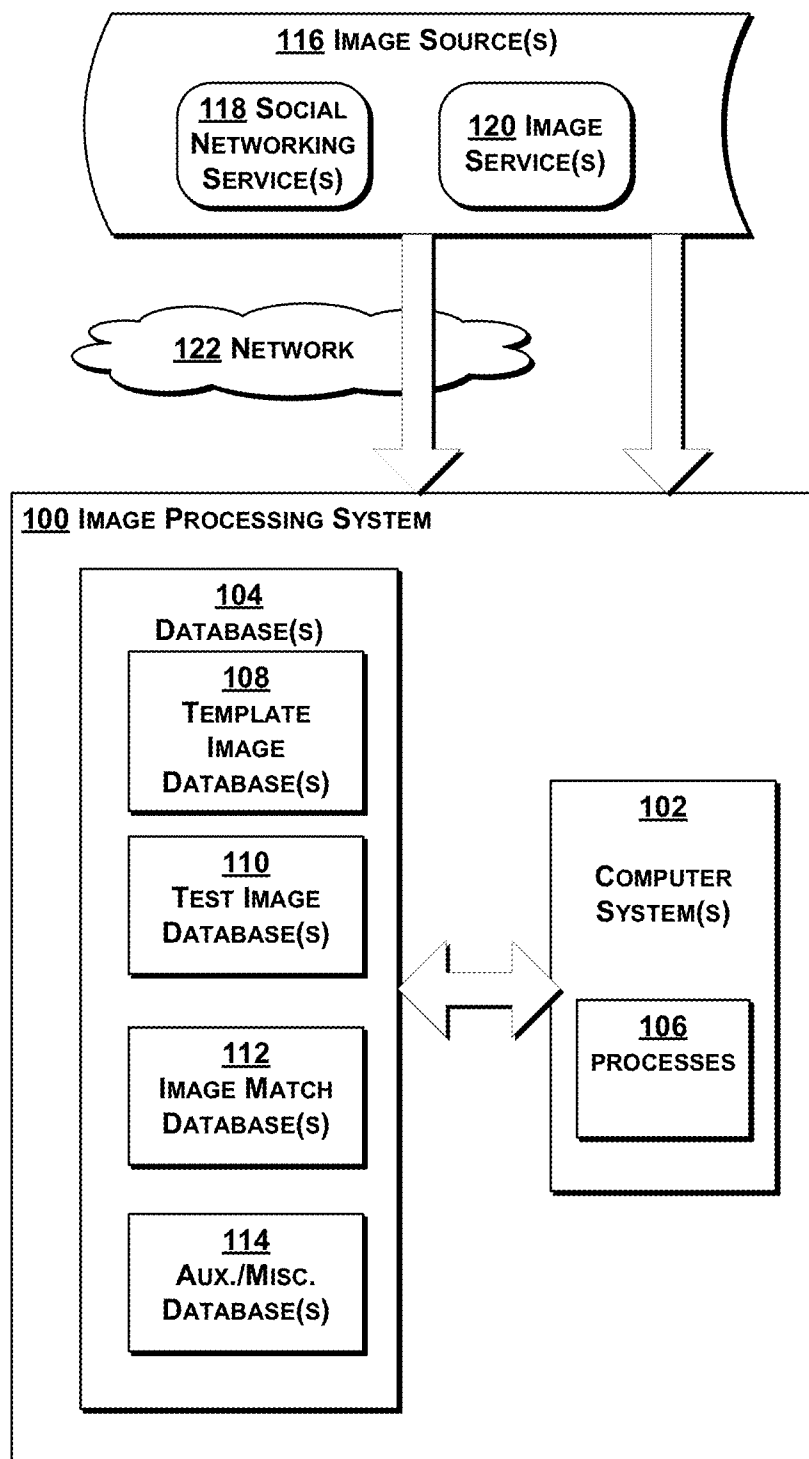 116 IMAGE SOURCE(S)
118 SOCIAL
NETWORKING
SERVICE(S)
120 IMAGE
SERVICE(S)
122 NETWORK
100 IMAGE PROCESSING SYSTEM
104
DATABASE(S)
108
TEMPLATE
IMAGE
DATABASE(S)
110
TEST IMAGE
DATABASE(S)
112
IMAGE MATCH
DATABASE(S)
114
AUX./MISC.
DATABASE(S)
102
COMPUTER
SYSTEM(S)
106
PROCESSES